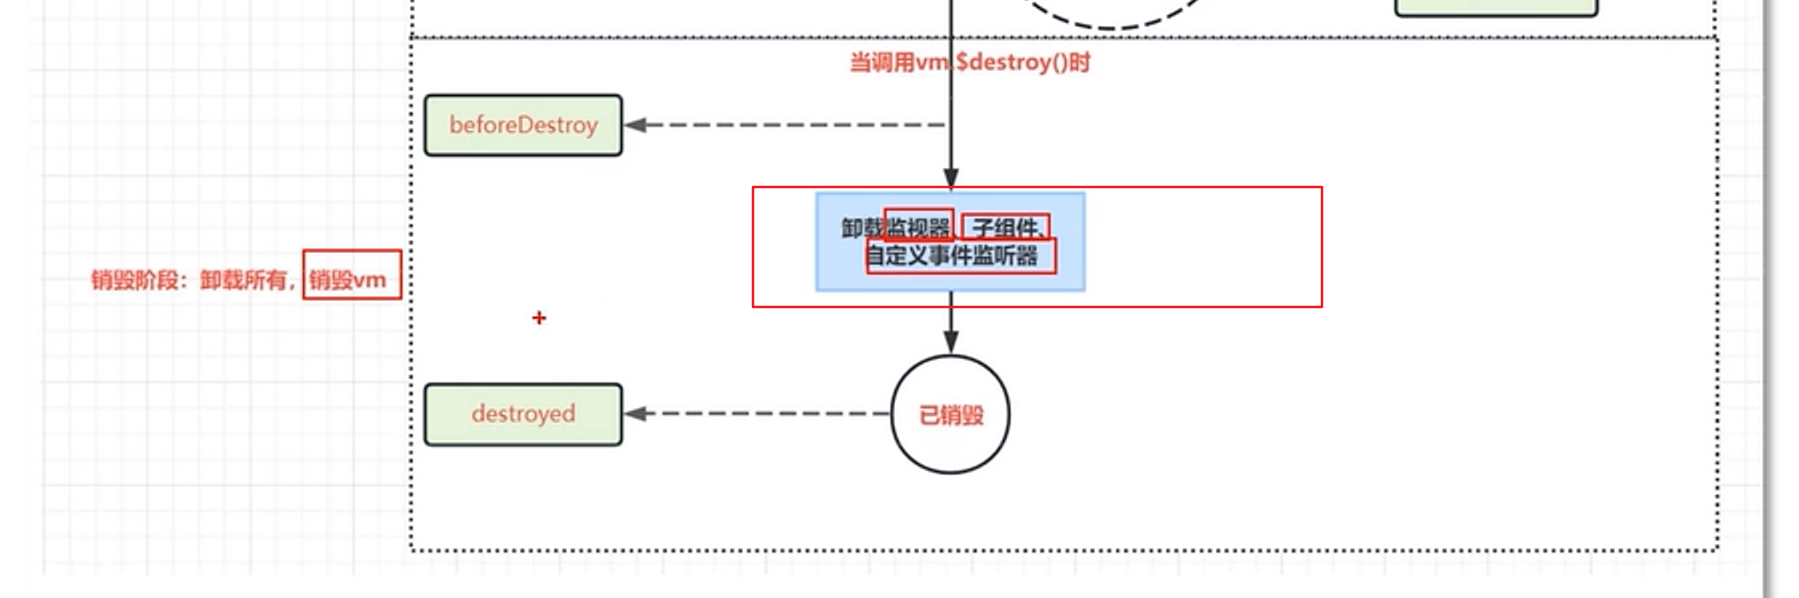 当调用vm.$destroy()时
beforeDestroy
卸载监视器、子组件、
自定义事件监听器
销毁阶段：卸载所有，销毁vm
destroyed
已销毁